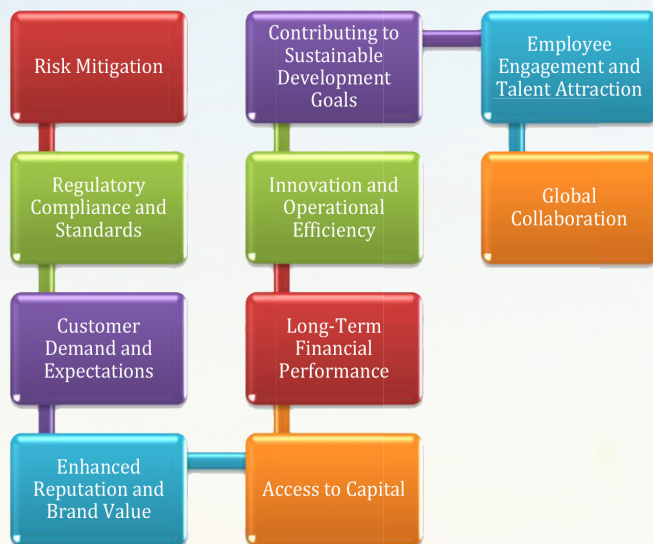 Risk Mitigation
Regulatory
Compliance and
Standards
Customer
Demand and
Expectations
Enhanced
Reputation and
Brand Value
Access to Capital
Long-Term
Financial
Performance
Innovation and
Operational
Efficiency
Contributing to
Sustainable
Development
Goals
Employee
Engagement and
Talent Attraction
Global
Collaboration